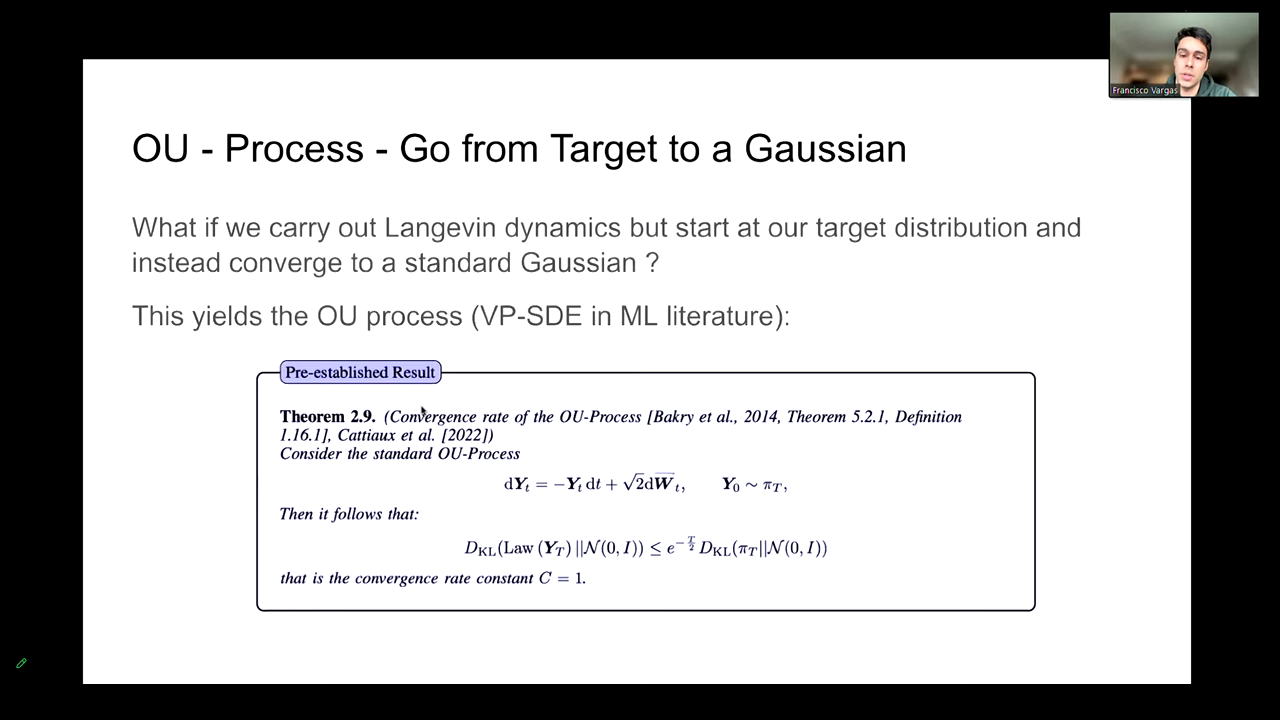 Francisco Vargas
OU - Process - Go from Target to a Gaussian
What if we carry out Langevin dynamics but start at our target distribution and
instead converge to a standard Gaussian ?
This yields the OU process (VP-SDE in ML literature):
Pre-established Result
Theorem 2.9. (Convergence rate of the OU-Process [Bakry et al., 2014, Theorem 5.2.1, Definition
1.16.1], Cattiaux et al. [2022])
Consider the standard OU-Process
d𝒀_t = −𝒀_t dt + √2d\overline{𝑾}_t, 𝒀_0 ∼ π_T,
Then it follows that:
D_KL(Law (𝒀_T) ||𝒩(0, I)) ≤ e^{−T/2} D_KL(π_T||𝒩(0, I))
that is the convergence rate constant C = 1.